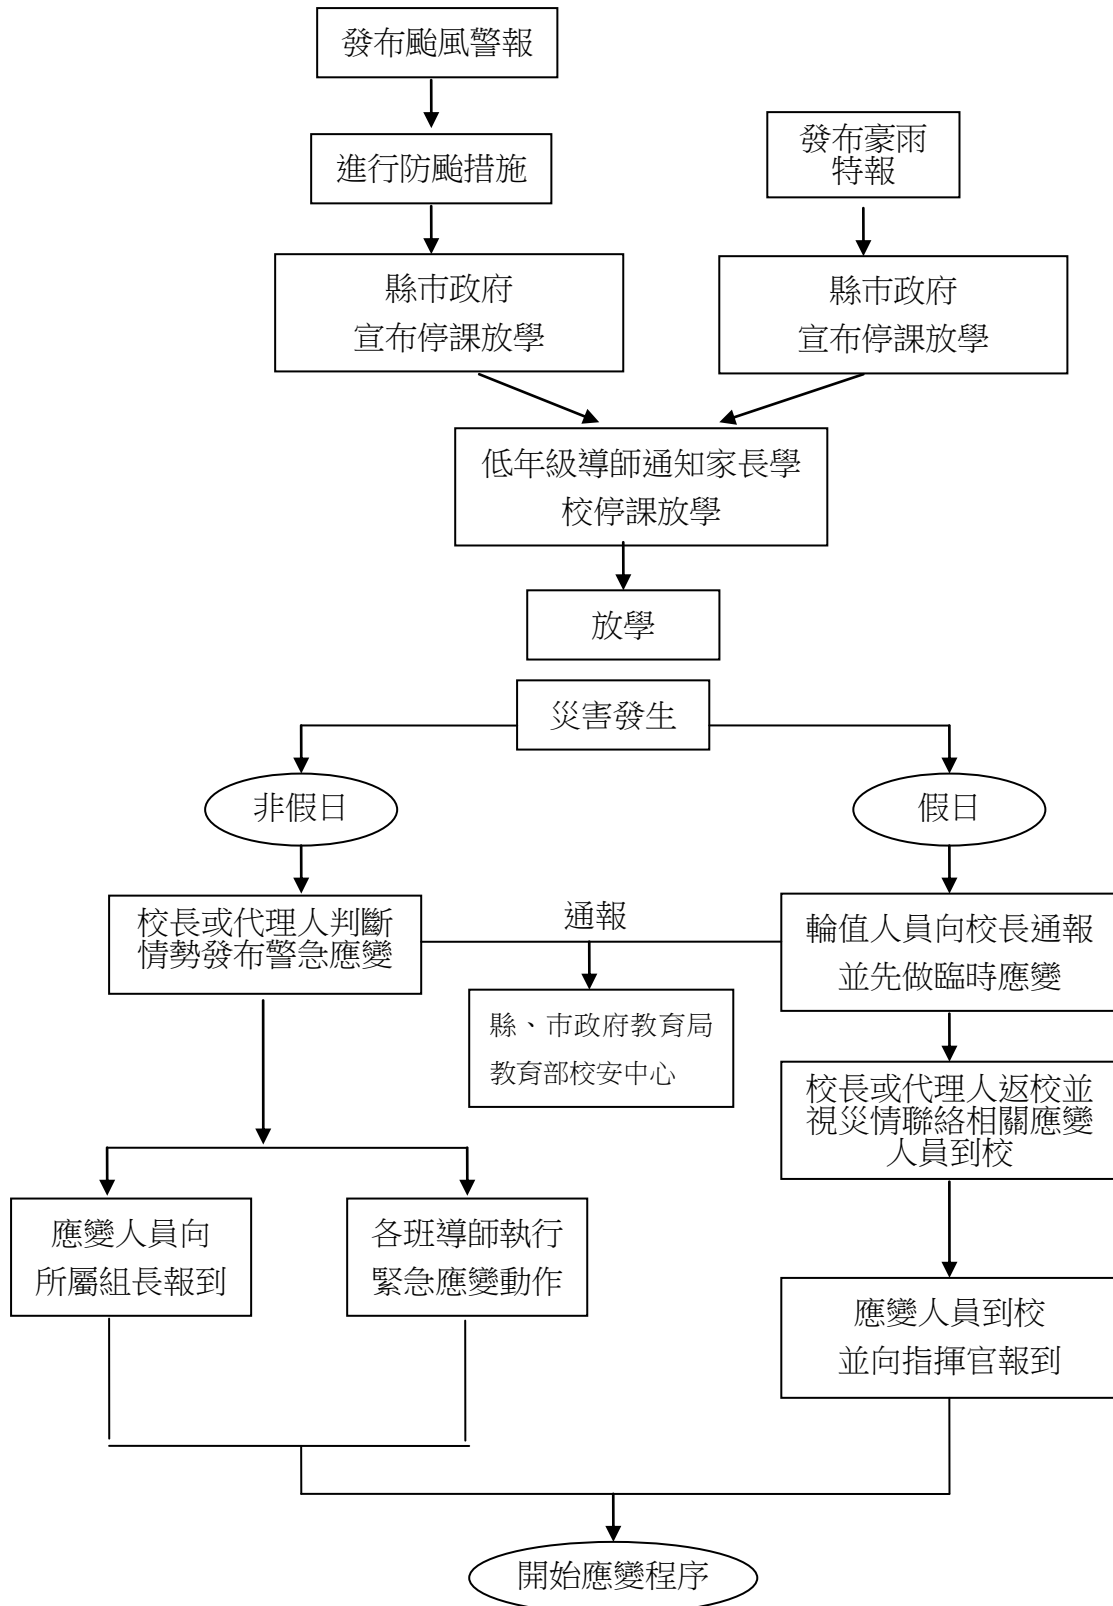 發布颱風警報
進行防颱措施
發布豪雨
特報
縣市政府
宣布停課放學
縣市政府
宣布停課放學
低年級導師通知家長學
校停課放學
放學
災害發生
非假日
假日
校長或代理人判斷
情勢發布警急應變
通報
輪值人員向校長通報
並先做臨時應變
縣、市政府教育局
教育部校安中心
校長或代理人返校並
視災情聯絡相關應變
人員到校
應變人員向
所屬組長報到
各班導師執行
緊急應變動作
應變人員到校
並向指揮官報到
開始應變程序